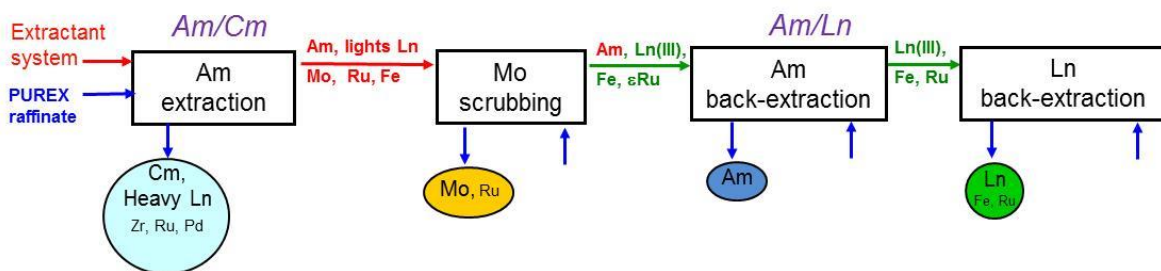 Am/Cm
Am/Ln
Extractant
system
PUREX
raffinate
Am
extraction
Am, lights Ln
Mo, Ru, Fe
Mo
scrubbing
Am, Ln(III),
Fe, εRu
Am
back-extraction
Ln(III),
Fe, Ru
Ln
back-extraction
Cm,
Heavy Ln
Zr, Ru, Pd
Mo, Ru
Am
Ln
Fe, Ru